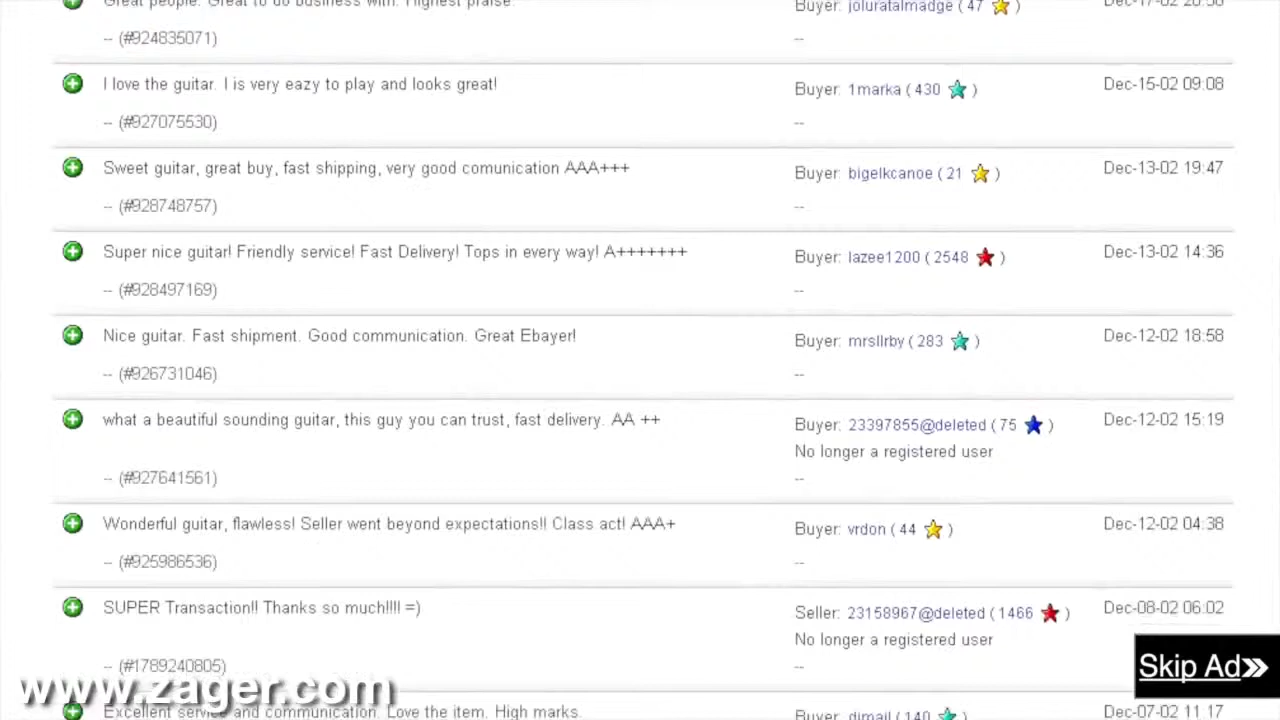 Great people. Great to do business with. Highest praise. Buyer: joluratalmadge ( 47 ) Dec-17-02 20:58
-- (#924835071) --
I love the guitar. I is very eazy to play and looks great! Buyer: 1marka ( 430 ) Dec-15-02 09:08
-- (#927075530) --
Sweet guitar, great buy, fast shipping, very good comunication AAA+++ Buyer: bigelkcanoe ( 21 ) Dec-13-02 19:47
-- (#928748757) --
Super nice guitar! Friendly service! Fast Delivery! Tops in every way! A+++++++ Buyer: lazee1200 ( 2548 ) Dec-13-02 14:36
-- (#928497169) --
Nice guitar. Fast shipment. Good communication. Great Ebayer! Buyer: mrsllrby ( 283 ) Dec-12-02 18:58
-- (#926731046) --
what a beautiful sounding guitar, this guy you can trust, fast delivery. AA ++ Buyer: 23397855@deleted ( 75 ) Dec-12-02 15:19
No longer a registered user
-- (#927641561) --
Wonderful guitar, flawless! Seller went beyond expectations!! Class act! AAA+ Buyer: vrdon ( 44 ) Dec-12-02 04:38
-- (#925986536) --
SUPER Transaction!! Thanks so much!!!! =) Seller: 23158967@deleted ( 1466 ) Dec-08-02 06:02
No longer a registered user
-- (#1789240805) --
Skip Ad
www.zager.com
Excellent service and communication. Love the item. High marks. Buyer: djmail ( 140 ) Dec-07-02 11:17